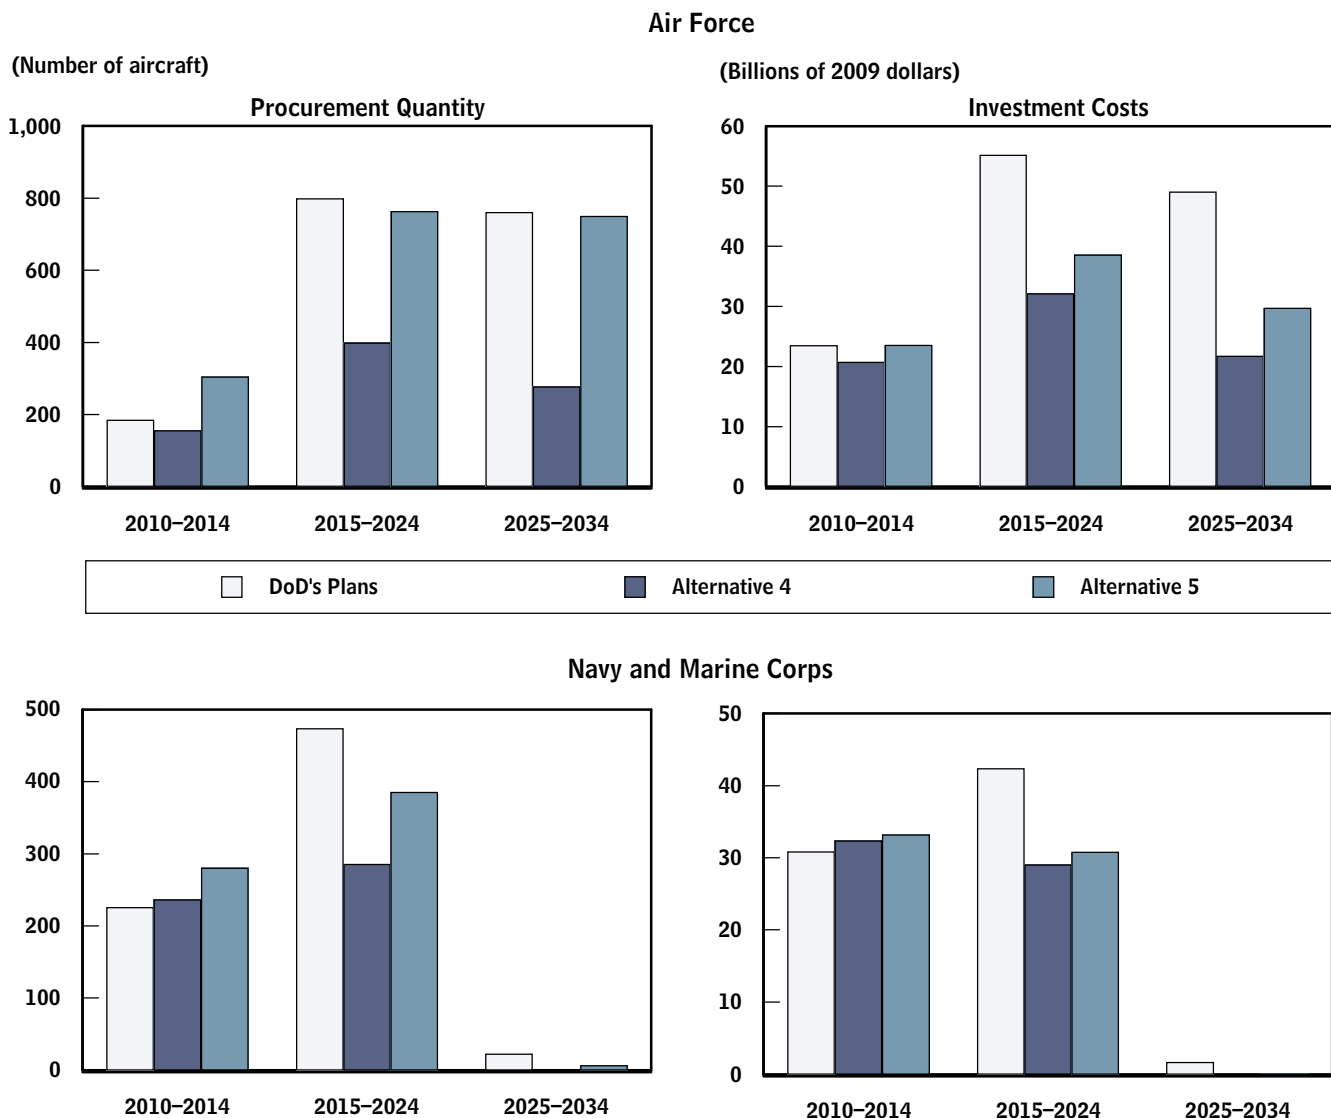 Air Force
(Number of aircraft)
(Billions of 2009 dollars)
Procurement Quantity
Investment Costs
1,000
800
600
400
200
0
2010–2014 2015–2024 2025–2034
60
50
40
30
20
10
0
2010–2014 2015–2024 2025–2034
DoD's Plans Alternative 4 Alternative 5
Navy and Marine Corps
500
400
300
200
100
0
2010–2014 2015–2024 2025–2034
50
40
30
20
10
0
2010–2014 2015–2024 2025–2034